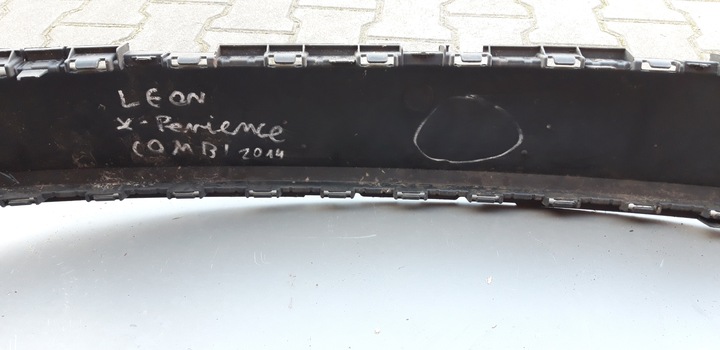 LEON
X-Perience
COMBI 2014